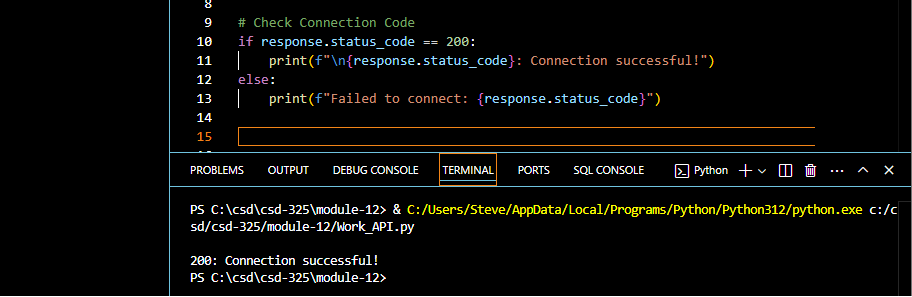 8
9 # Check Connection Code
10 if response.status_code == 200:
11     print(f"\n{response.status_code}: Connection successful!")
12 else:
13     print(f"Failed to connect: {response.status_code}")
14
15
PROBLEMS OUTPUT DEBUG CONSOLE TERMINAL PORTS SQL CONSOLE Python
PS C:\csd\csd-325\module-12> & C:/Users/Steve/AppData/Local/Programs/Python/Python312/python.exe c:/c
sd/csd-325/module-12/Work_API.py
200: Connection successful!
PS C:\csd\csd-325\module-12>